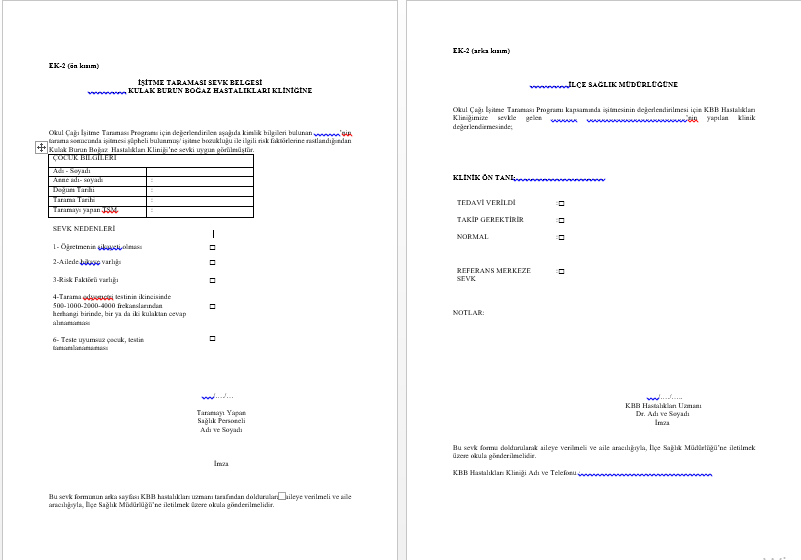 EK-2 (ön kısım)
İŞİTME TARAMASI SEVK BELGESİ
KULAK BURUN BOĞAZ HASTALIKLARI KLİNİĞİNE
Okul Çağı İşitme Taraması Programı için değerlendirilen aşağıda kimlik bilgileri bulunan ………'nin
tarama sonucunda işitmesi şüpheli bulunmuş/ işitme bozukluğu ile ilgili risk faktörlerine rastlandığından
Kulak Burun Boğaz Hastalıkları Kliniği'ne sevki uygun görülmüştür.
ÇOCUK BİLGİLERİ
Adı - Soyadı :
Anne adı- soyadı :
Doğum Tarihi :
Tarama Tarihi :
Taramayı yapan TSM :
SEVK NEDENLERİ
1- Öğretmenin şikayeti olması
2-Ailede hikaye varlığı
3-Risk Faktörü varlığı
4-Tarama odyometri testinin ikincisinde
500-1000-2000-4000 frekanslarından
herhangi birinde, bir ya da iki kulaktan cevap
alınamaması
6- Teste uyumsuz çocuk, testin
tamamlanamaması
…/…./…
Taramayı Yapan
Sağlık Personeli
Adı ve Soyadı
İmza
Bu sevk formunun arka sayfası KBB hastalıkları uzmanı tarafından doldurulan aileye verilmeli ve aile
aracılığıyla, İlçe Sağlık Müdürlüğü'ne iletilmek üzere okula gönderilmelidir.
EK-2 (arka kısım)
…………İLÇE SAĞLIK MÜDÜRLÜĞÜNE
Okul Çağı İşitme Taraması Programı kapsamında işitmesinin değerlendirilmesi için KBB Hastalıkları
Kliniğimize sevkle gelen ……… ……………………'nın yapılan klinik
değerlendirmesinde;
KLİNİK ÖN TANI:……………………
TEDAVİ VERİLDİ :
TAKİP GEREKTİRİR :
NORMAL :
REFERANS MERKEZE :
SEVK
NOTLAR:
…/…./…..
KBB Hastalıkları Uzmanı
Dr. Adı ve Soyadı
İmza
Bu sevk formu doldurularak aileye verilmeli ve aile aracılığıyla, İlçe Sağlık Müdürlüğü'ne iletilmek
üzere okula gönderilmelidir.
KBB Hastalıkları Kliniği Adı ve Telefonu:……………………………